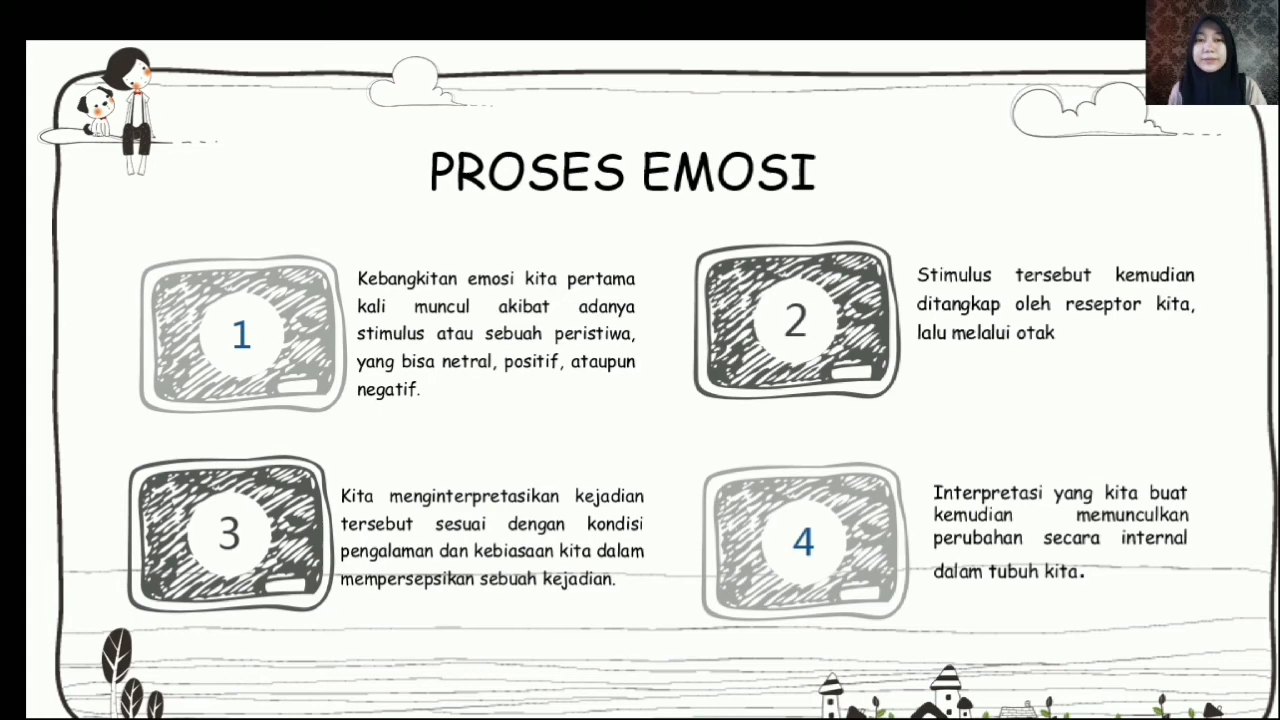 PROSES EMOSI
1
Kebangkitan emosi kita pertama
kali muncul akibat adanya
stimulus atau sebuah peristiwa,
yang bisa netral, positif, ataupun
negatif.
2
Stimulus tersebut kemudian
ditangkap oleh reseptor kita,
lalu melalui otak
3
Kita menginterpretasikan kejadian
tersebut sesuai dengan kondisi
pengalaman dan kebiasaan kita dalam
mempersepsikan sebuah kejadian.
4
Interpretasi yang kita buat
kemudian memunculkan
perubahan secara internal
dalam tubuh kita.